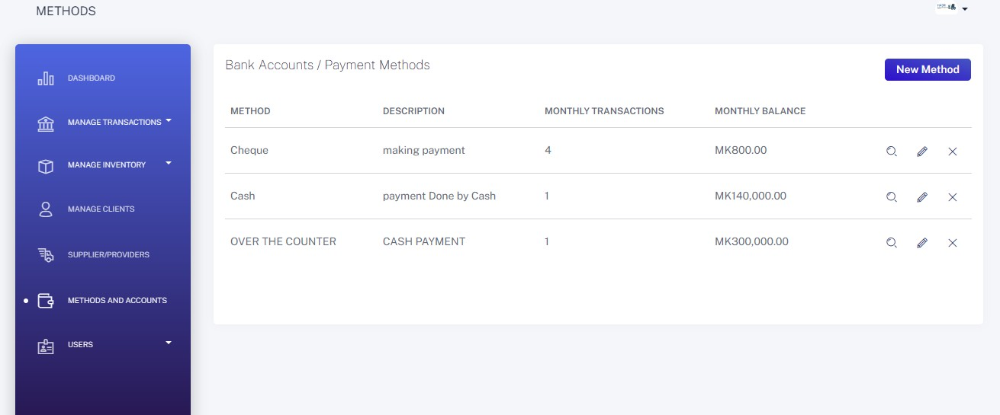 METHODS
DASHBOARD
MANAGE TRANSACTIONS
MANAGE INVENTORY
MANAGE CLIENTS
SUPPLIER/PROVIDERS
METHODS AND ACCOUNTS
USERS
Bank Accounts / Payment Methods
New Method
METHOD DESCRIPTION MONTHLY TRANSACTIONS MONTHLY BALANCE
Cheque making payment 4 MK800.00
Cash payment Done by Cash 1 MK140,000.00
OVER THE COUNTER CASH PAYMENT 1 MK300,000.00